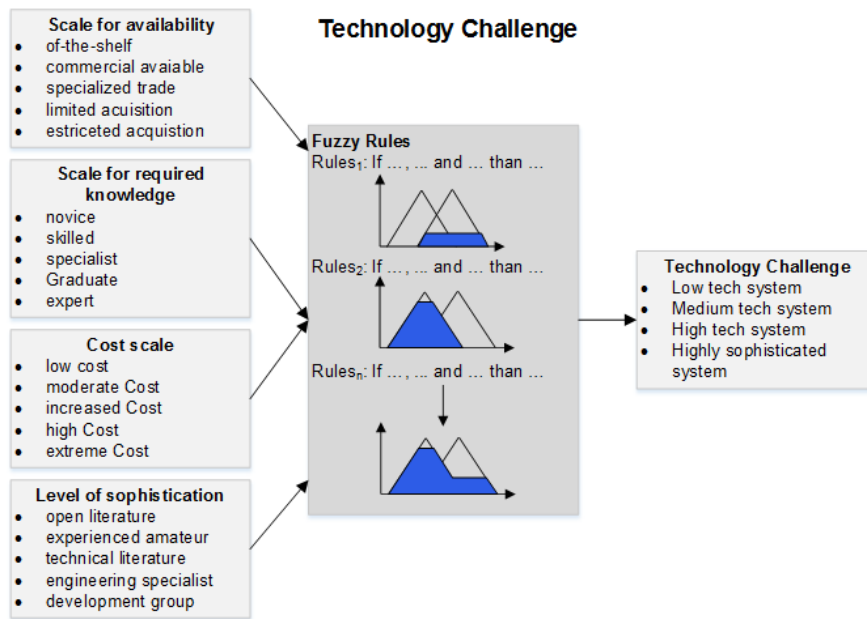 Technology Challenge
Scale for availability
of-the-shelf
commercial avaiable
specialized trade
limited acuisition
estriceted acquistion
Scale for required
knowledge
novice
skilled
specialist
Graduate
expert
Cost scale
low cost
moderate Cost
increased Cost
high Cost
extreme Cost
Level of sophistication
open literature
experienced amateur
technical literature
engineering specialist
development group
Fuzzy Rules
Rules₁: If ... , ... and ... than ...
Rules₂: If ... , ... and ... than ...
Rulesₙ: If ... , ... and ... than ...
Technology Challenge
Low tech system
Medium tech system
High tech system
Highly sophisticated
system